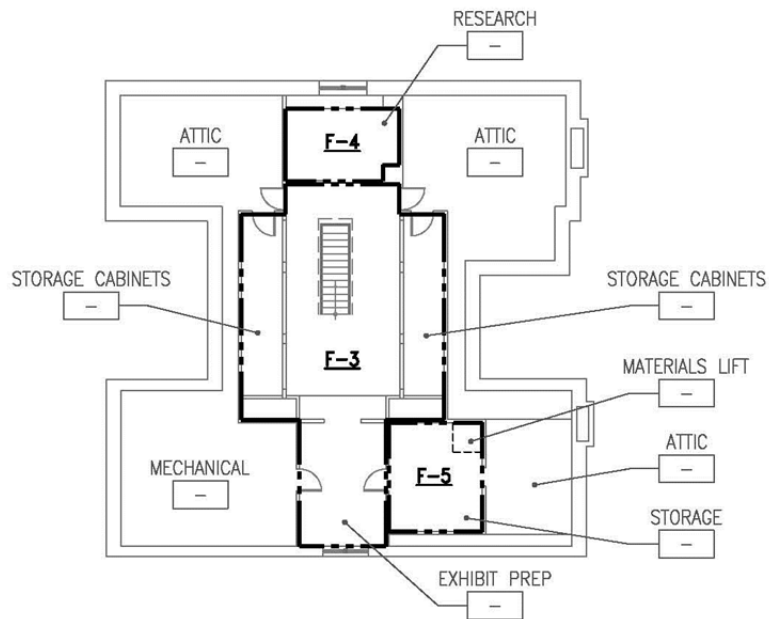 RESEARCH
-
F-4
ATTIC
-
ATTIC
-
STORAGE CABINETS
-
STORAGE CABINETS
-
F-3
MATERIALS LIFT
-
MECHANICAL
-
F-5
ATTIC
-
STORAGE
-
EXHIBIT PREP
-